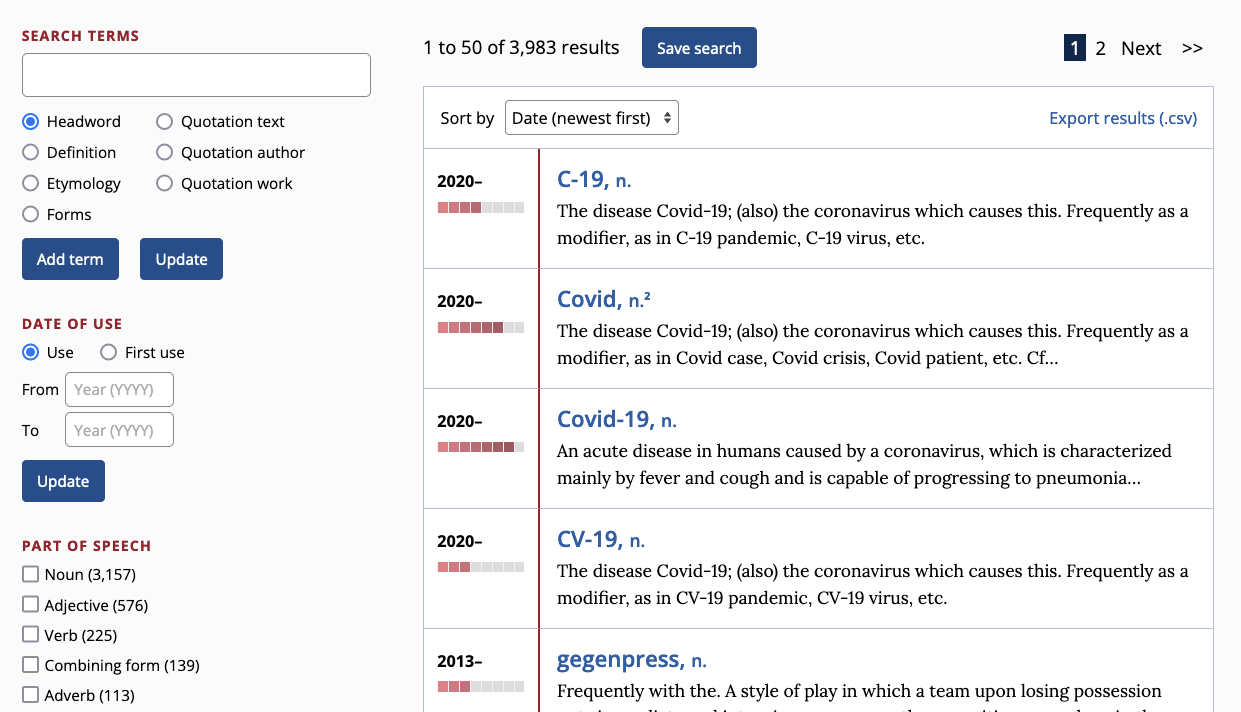 SEARCH TERMS
Headword
Quotation text
Definition
Quotation author
Etymology
Quotation work
Forms
Add term
Update
DATE OF USE
Use
First use
From Year (YYYY)
To Year (YYYY)
Update
PART OF SPEECH
Noun (3,157)
Adjective (576)
Verb (225)
Combining form (139)
Adverb (113)
1 to 50 of 3,983 results
Save search
1 2 Next >>
Sort by Date (newest first)
Export results (.csv)
2020–
C-19, n.
The disease Covid-19; (also) the coronavirus which causes this. Frequently as a
modifier, as in C-19 pandemic, C-19 virus, etc.
2020–
Covid, n.²
The disease Covid-19; (also) the coronavirus which causes this. Frequently as a
modifier, as in Covid case, Covid crisis, Covid patient, etc. Cf…
2020–
Covid-19, n.
An acute disease in humans caused by a coronavirus, which is characterized
mainly by fever and cough and is capable of progressing to pneumonia…
2020–
CV-19, n.
The disease Covid-19; (also) the coronavirus which causes this. Frequently as a
modifier, as in CV-19 pandemic, CV-19 virus, etc.
2013–
gegenpress, n.
Frequently with the. A style of play in which a team upon losing possession